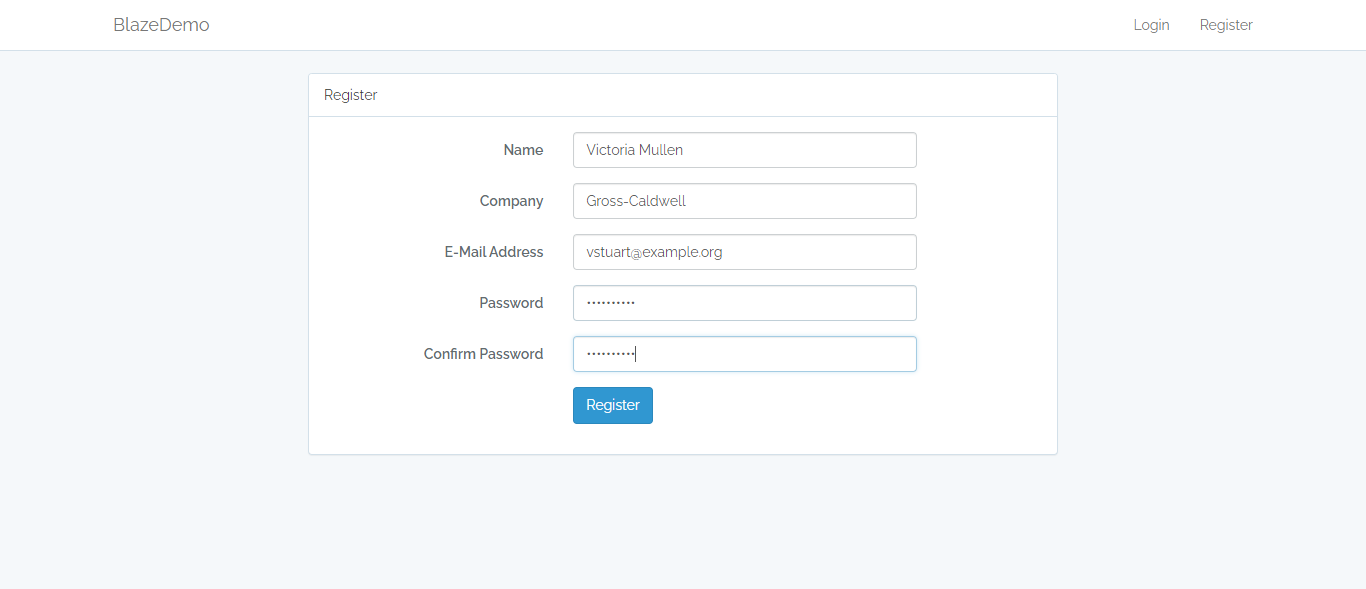 BlazeDemo Login Register
Register
Name Victoria Mullen
Company Gross-Caldwell
E-Mail Address vstuart@example.org
Password ••••••••••
Confirm Password ••••••••••
Register